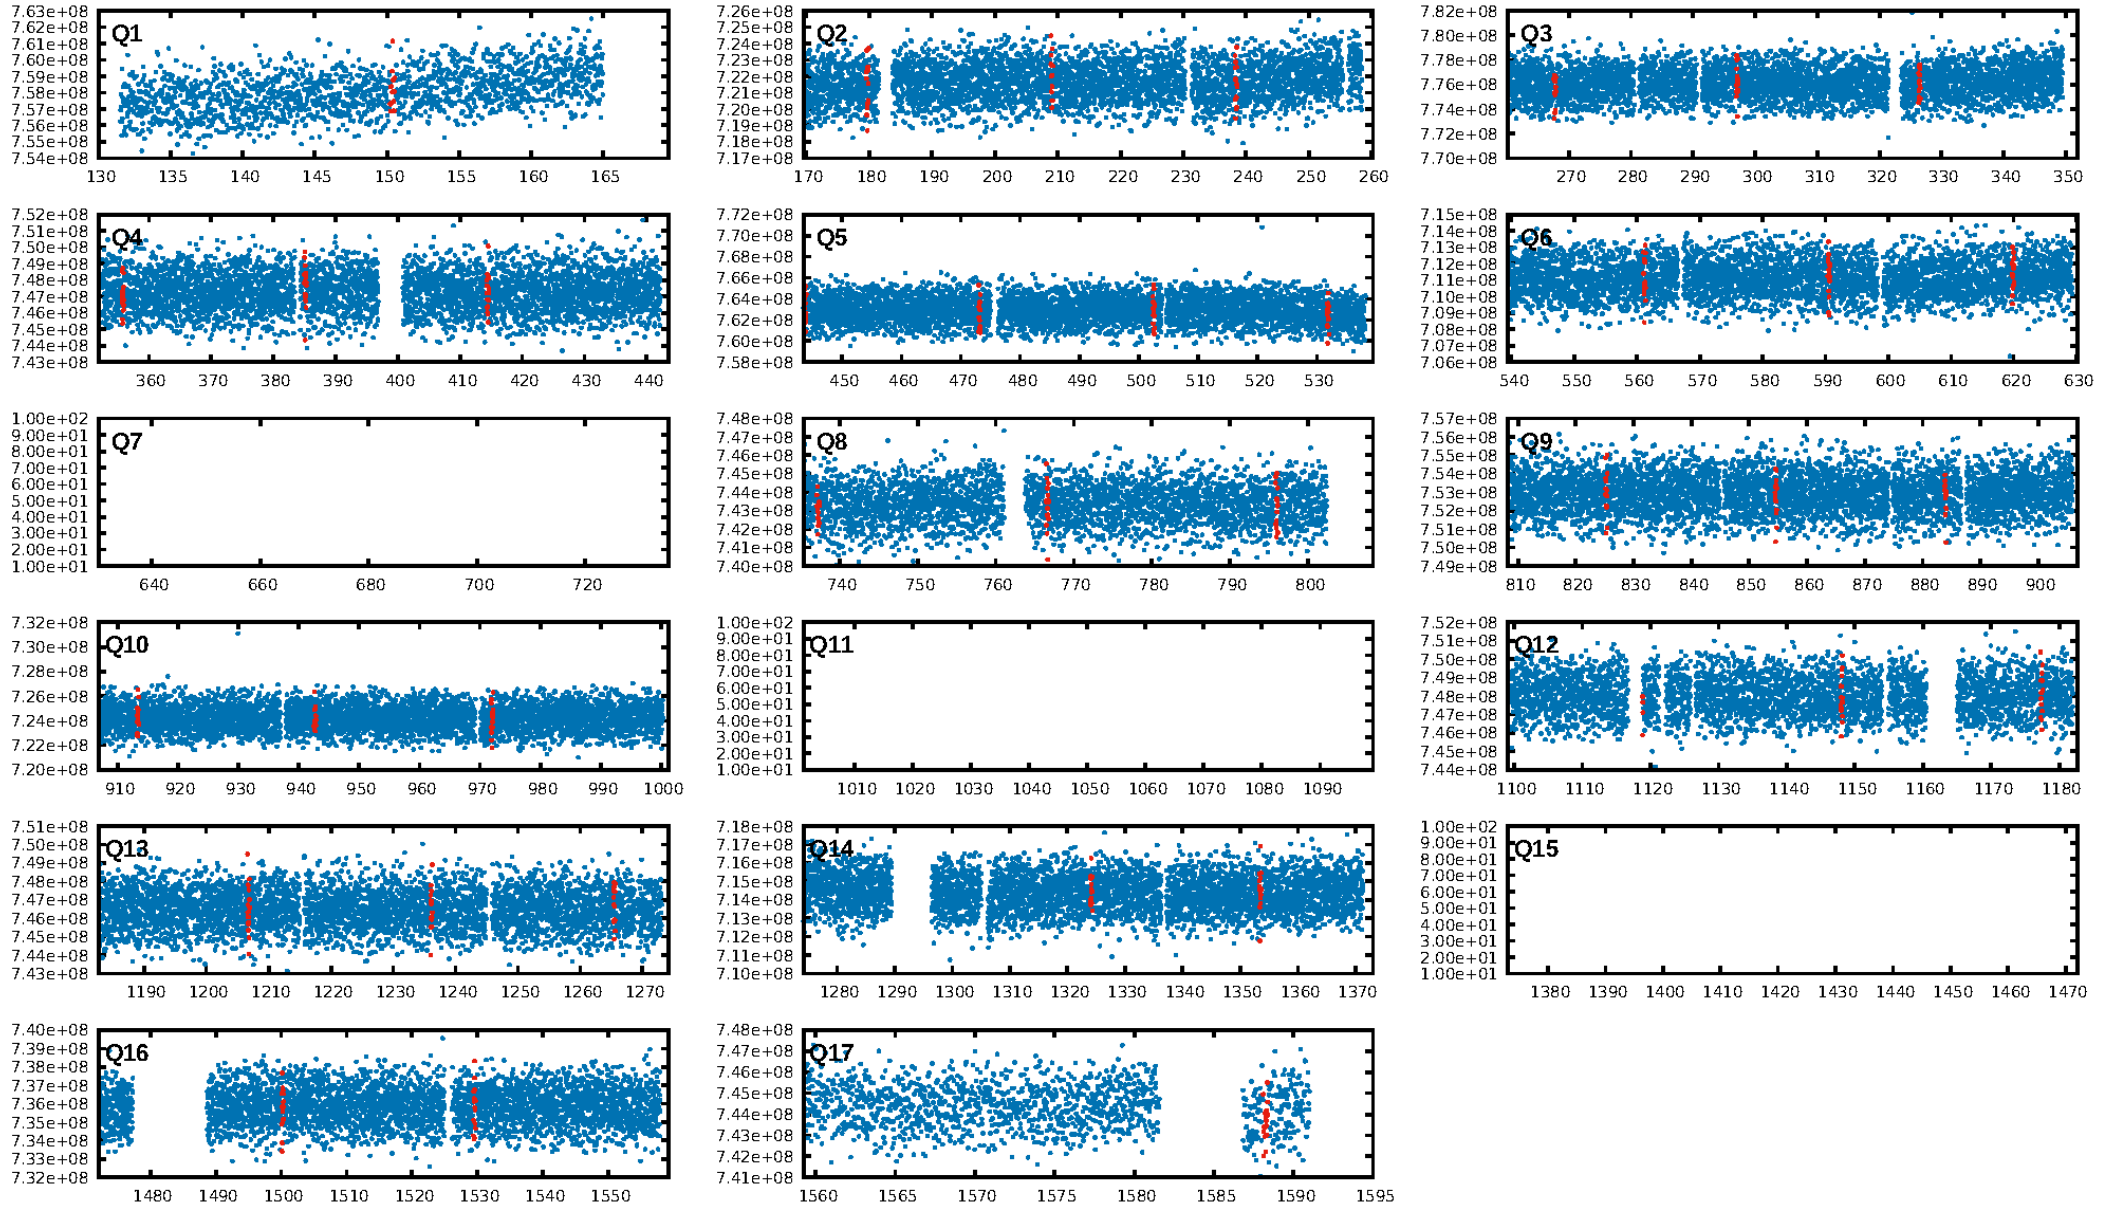 7.63e+08
7.62e+08
7.61e+08
7.60e+08
7.59e+08
7.58e+08
7.57e+08
7.56e+08
7.55e+08
7.54e+08
Q1
130 135 140 145 150 155 160 165
7.26e+08
7.25e+08
7.24e+08
7.23e+08
7.22e+08
7.21e+08
7.20e+08
7.19e+08
7.18e+08
7.17e+08
Q2
170 180 190 200 210 220 230 240 250 260
7.82e+08
7.80e+08
7.78e+08
7.76e+08
7.74e+08
7.72e+08
7.70e+08
Q3
270 280 290 300 310 320 330 340 350
7.52e+08
7.51e+08
7.50e+08
7.49e+08
7.48e+08
7.47e+08
7.46e+08
7.45e+08
7.44e+08
7.43e+08
Q4
360 370 380 390 400 410 420 430 440
7.72e+08
7.70e+08
7.68e+08
7.66e+08
7.64e+08
7.62e+08
7.60e+08
7.58e+08
Q5
450 460 470 480 490 500 510 520 530
7.15e+08
7.14e+08
7.13e+08
7.12e+08
7.11e+08
7.10e+08
7.09e+08
7.08e+08
7.07e+08
7.06e+08
Q6
540 550 560 570 580 590 600 610 620 630
1.00e+02
9.00e+01
8.00e+01
7.00e+01
6.00e+01
5.00e+01
4.00e+01
3.00e+01
2.00e+01
1.00e+01
Q7
640 660 680 700 720
7.48e+08
7.47e+08
7.46e+08
7.45e+08
7.44e+08
7.43e+08
7.42e+08
7.41e+08
7.40e+08
Q8
740 750 760 770 780 790 800
7.57e+08
7.56e+08
7.55e+08
7.54e+08
7.53e+08
7.52e+08
7.51e+08
7.50e+08
7.49e+08
Q9
810 820 830 840 850 860 870 880 890 900
7.32e+08
7.30e+08
7.28e+08
7.26e+08
7.24e+08
7.22e+08
7.20e+08
Q10
910 920 930 940 950 960 970 980 990 1000
1.00e+02
9.00e+01
8.00e+01
7.00e+01
6.00e+01
5.00e+01
4.00e+01
3.00e+01
2.00e+01
1.00e+01
Q11
1010 1020 1030 1040 1050 1060 1070 1080 1090
7.52e+08
7.51e+08
7.50e+08
7.49e+08
7.48e+08
7.47e+08
7.46e+08
7.45e+08
7.44e+08
Q12
1100 1110 1120 1130 1140 1150 1160 1170 1180
7.51e+08
7.50e+08
7.49e+08
7.48e+08
7.47e+08
7.46e+08
7.45e+08
7.44e+08
7.43e+08
Q13
1190 1200 1210 1220 1230 1240 1250 1260 1270
7.18e+08
7.17e+08
7.16e+08
7.15e+08
7.14e+08
7.13e+08
7.12e+08
7.11e+08
7.10e+08
Q14
1280 1290 1300 1310 1320 1330 1340 1350 1360 1370
1.00e+02
9.00e+01
8.00e+01
7.00e+01
6.00e+01
5.00e+01
4.00e+01
3.00e+01
2.00e+01
1.00e+01
Q15
1380 1390 1400 1410 1420 1430 1440 1450 1460 1470
7.40e+08
7.39e+08
7.38e+08
7.37e+08
7.36e+08
7.35e+08
7.34e+08
7.33e+08
7.32e+08
Q16
1480 1490 1500 1510 1520 1530 1540 1550
7.48e+08
7.47e+08
7.46e+08
7.45e+08
7.44e+08
7.43e+08
7.42e+08
7.41e+08
Q17
1560 1565 1570 1575 1580 1585 1590 1595